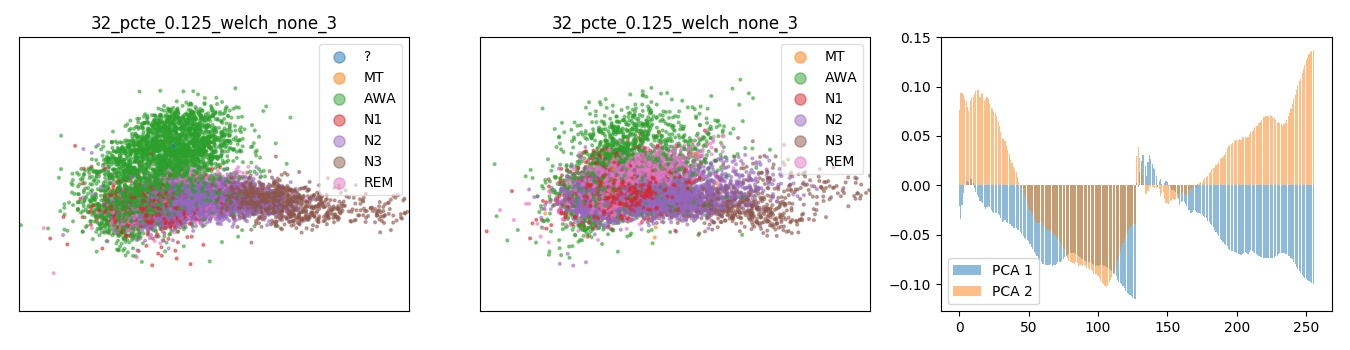 32_pcte_0.125_welch_none_3
?
MT
AWA
N1
N2
N3
REM
32_pcte_0.125_welch_none_3
MT
AWA
N1
N2
N3
REM
0.15
0.10
0.05
0.00
−0.05
−0.10
PCA 1
PCA 2
0
50
100
150
200
250